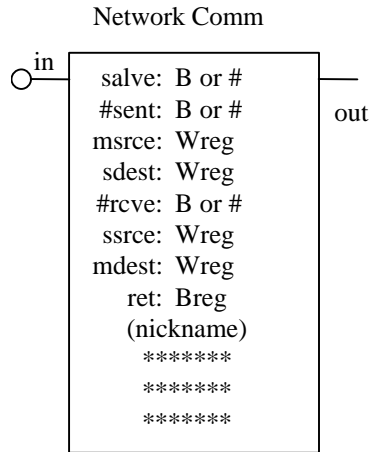 Network Comm
in
salve: B or #
#sent: B or #
out
msrce: Wreg
sdest: Wreg
#rcve: B or #
ssrce: Wreg
mdest: Wreg
ret: Breg
(nickname)
*******
*******
*******